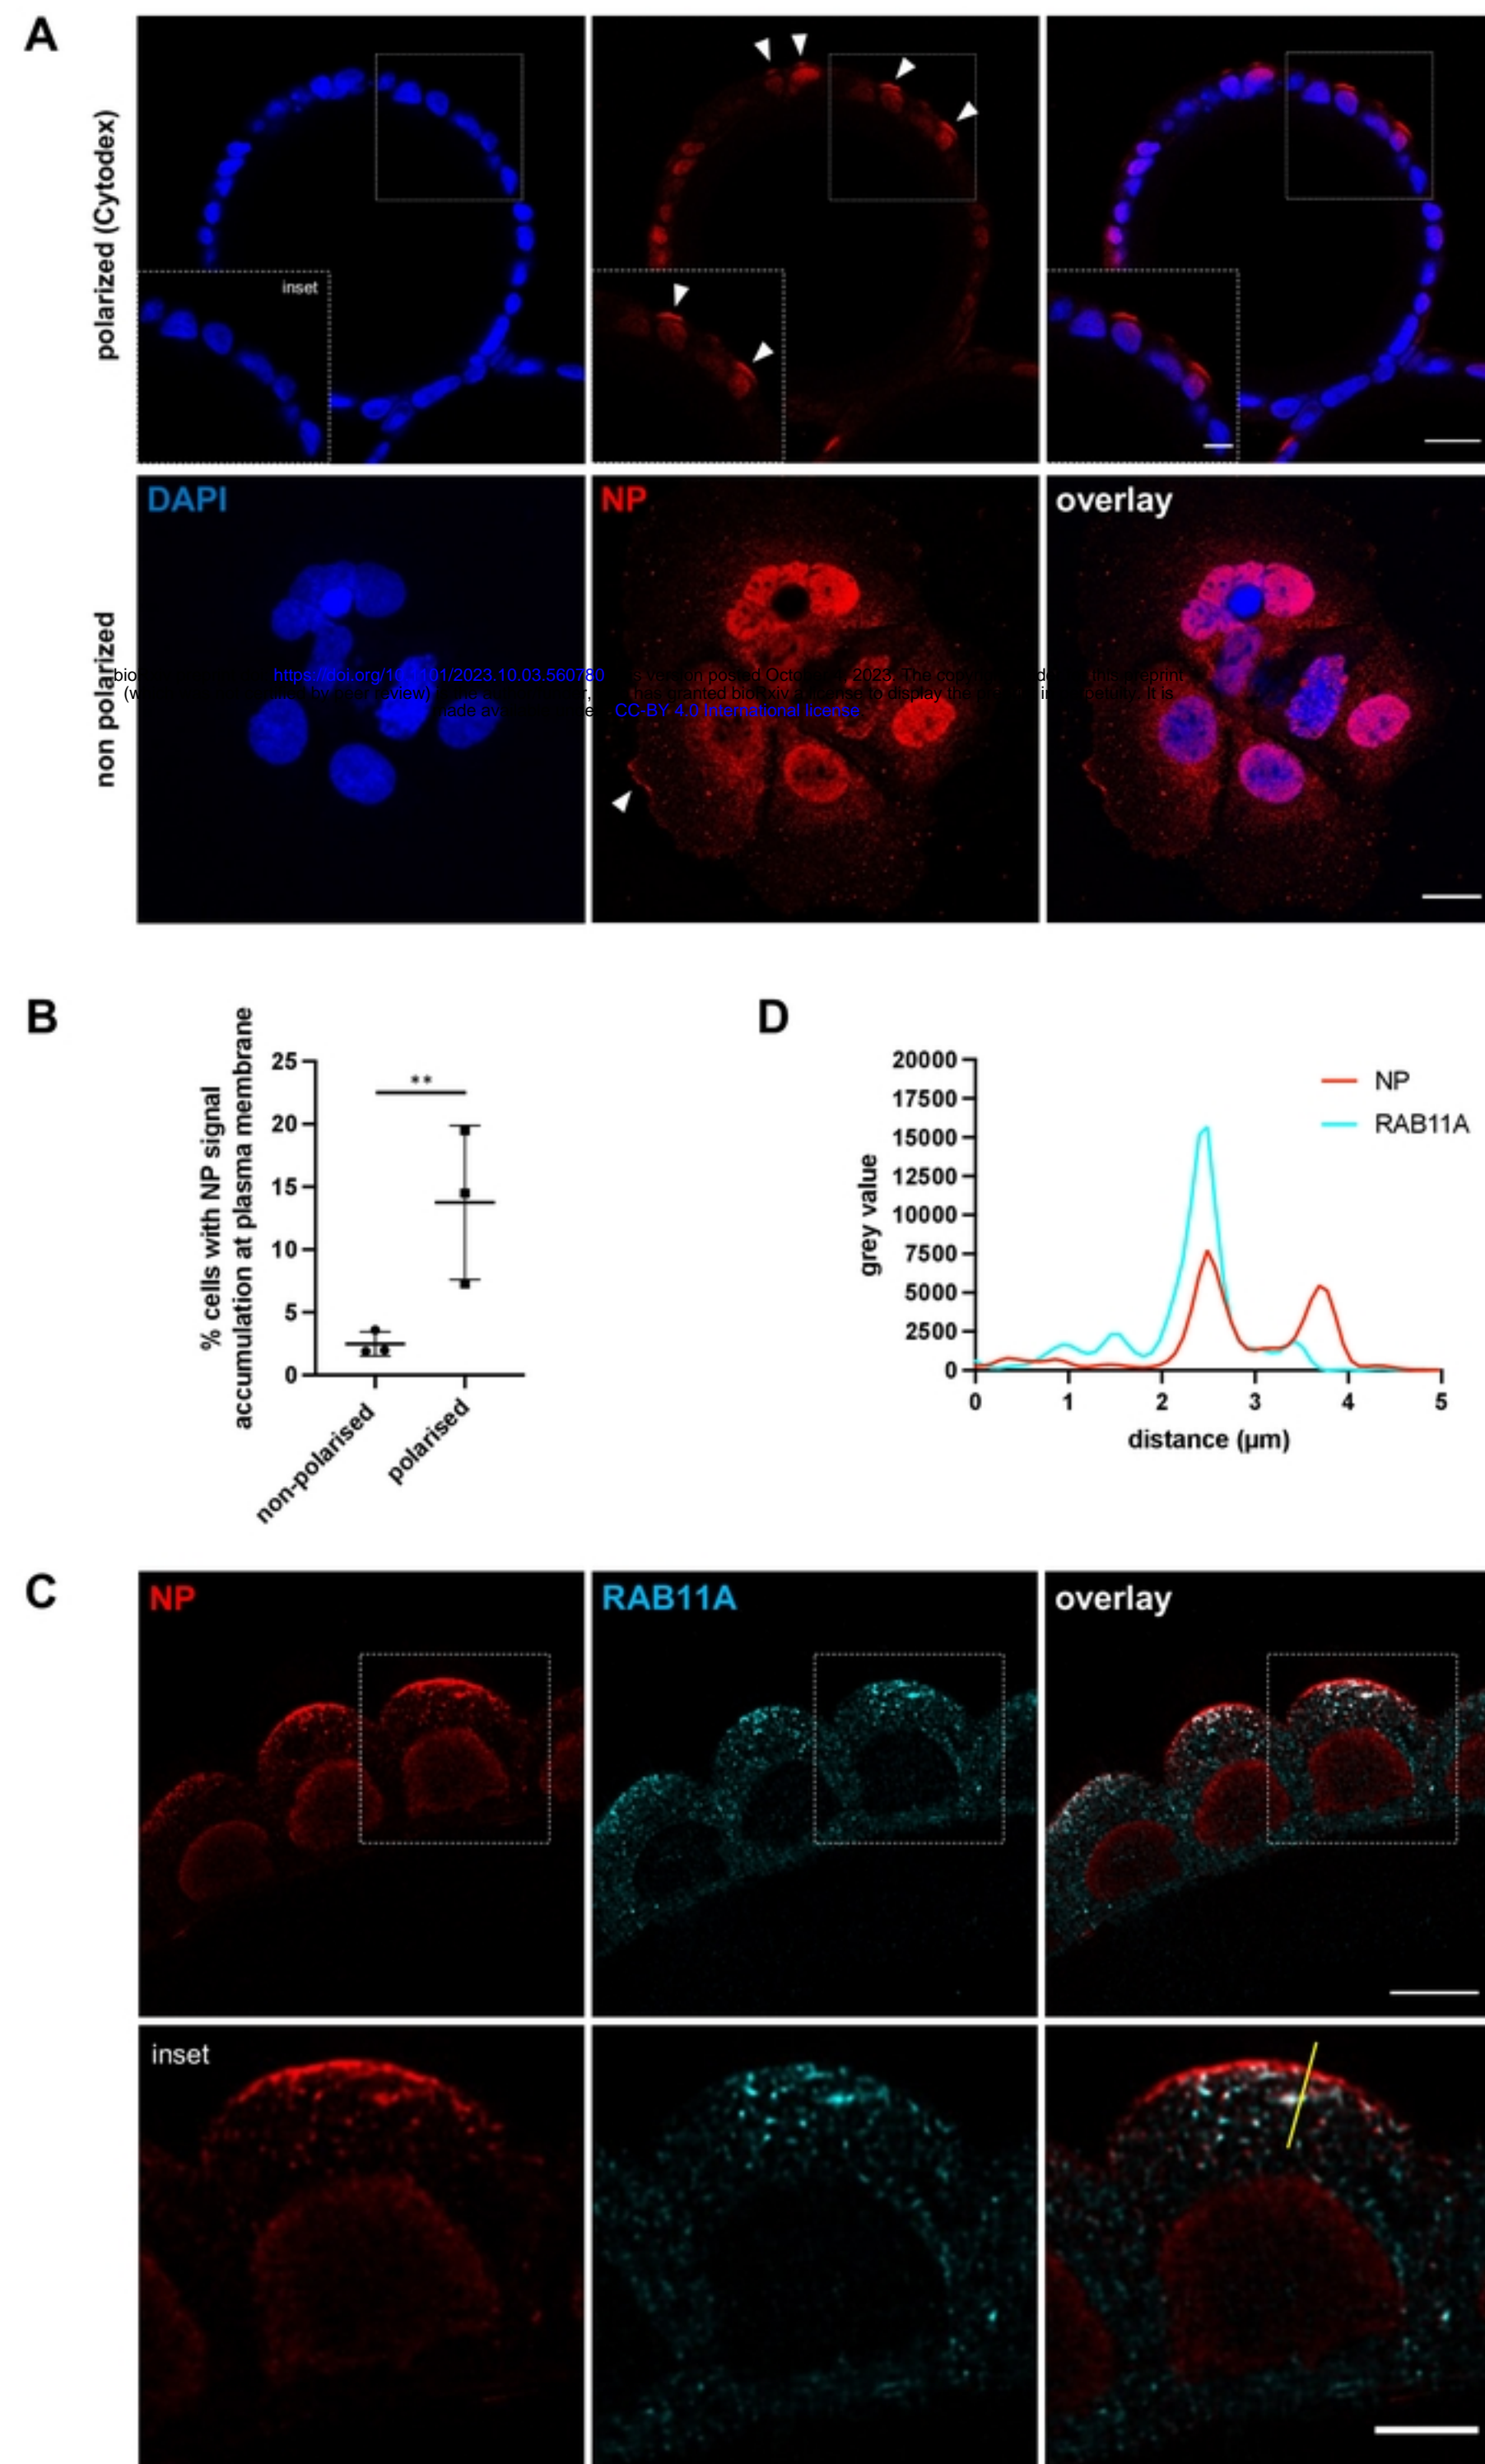 A
polarized (Cytodex)
inset
non polarized
DAPI
NP
overlay
https://doi.org/10.1101/2023.10.03.560780
CC-BY 4.0 International license
B
% cells with NP signal
accumulation at plasma membrane
25
20
15
10
5
0
**
non-polarised
polarised
D
grey value
20000
17500
15000
12500
10000
7500
5000
2500
0
0 1 2 3 4 5
distance (µm)
NP
RAB11A
C
NP
RAB11A
overlay
inset